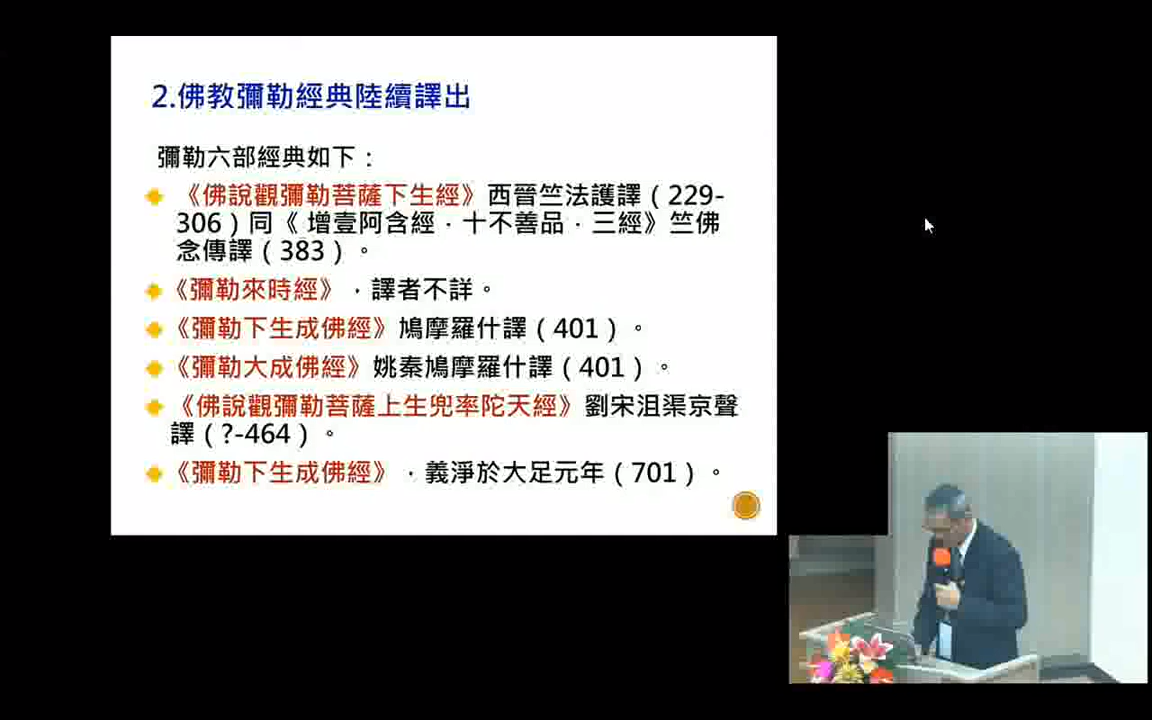 2.佛教彌勒經典陸續譯出
彌勒六部經典如下：
《佛說觀彌勒菩薩下生經》西晉竺法護譯（229-
306）同《 增壹阿含經．十不善品．三經》竺佛
念傳譯（383）。
《彌勒來時經》，譯者不詳。
《彌勒下生成佛經》鳩摩羅什譯（401）。
《彌勒大成佛經》姚秦鳩摩羅什譯（401）。
《佛說觀彌勒菩薩上生兜率陀天經》劉宋沮渠京聲
譯（?-464）。
《彌勒下生成佛經》，義淨於大足元年（701）。